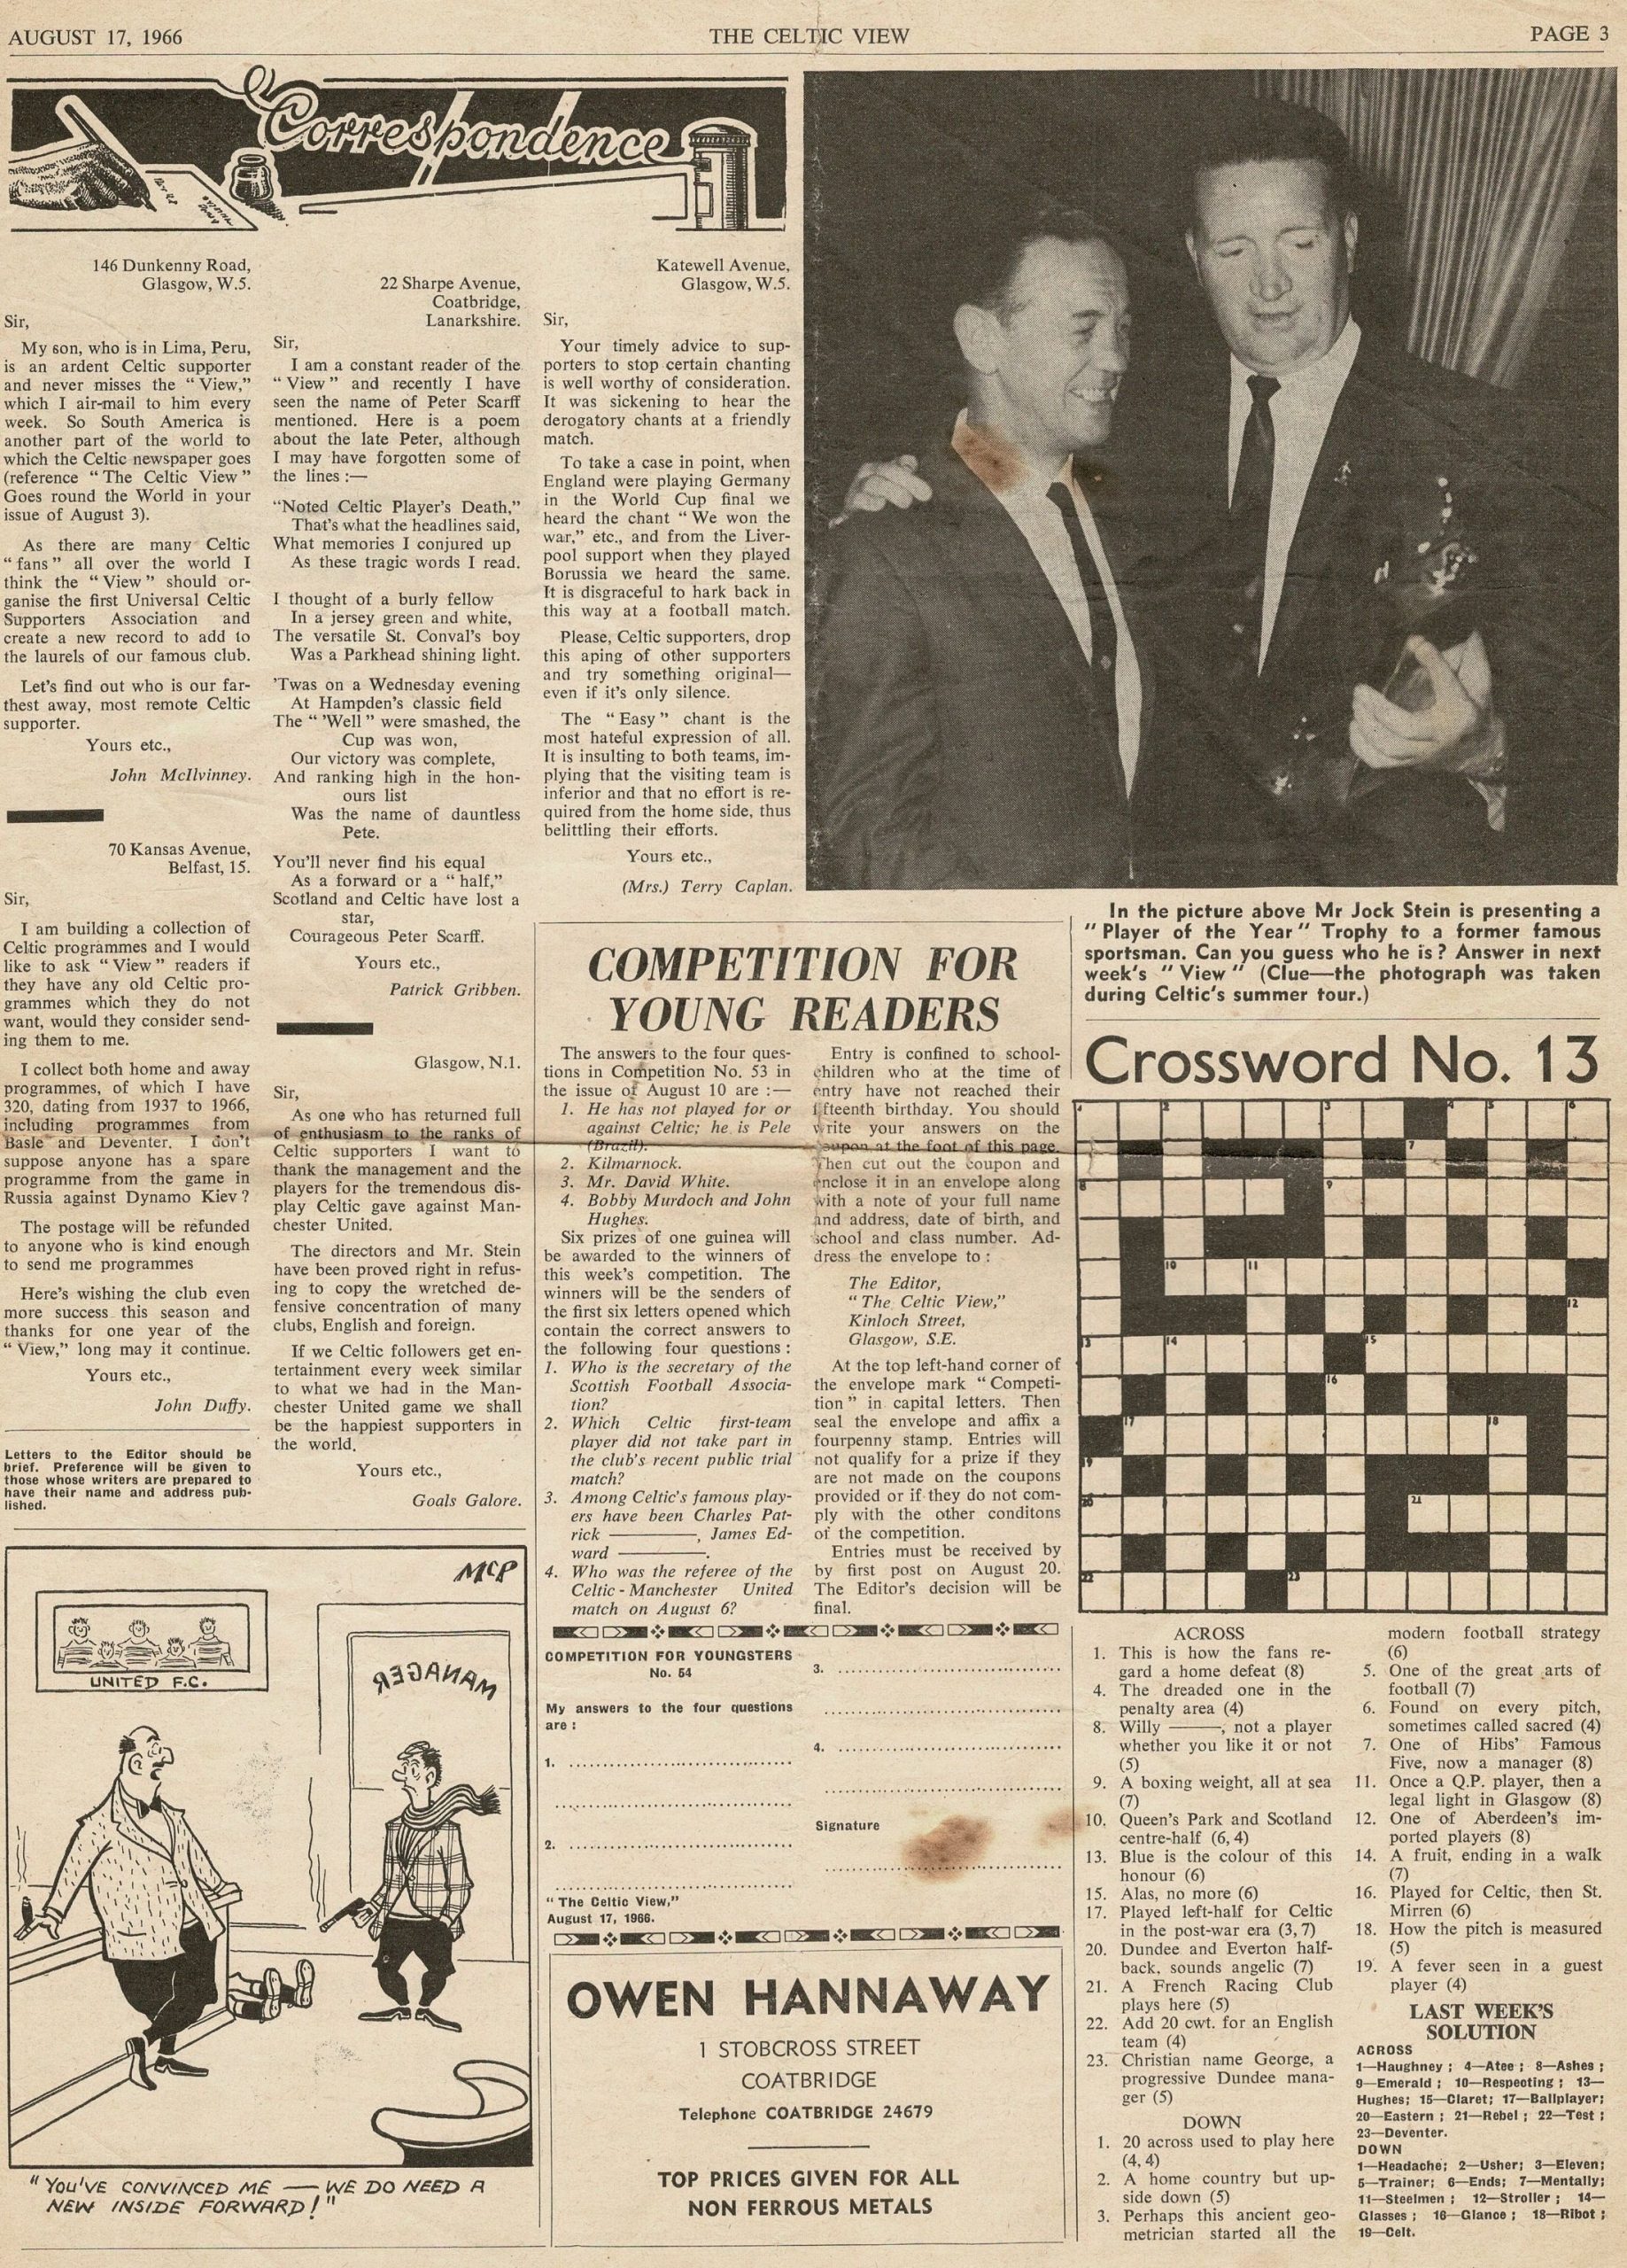 AUGUST 17, 1966
THE CELTIC VIEW
PAGE 3
Correspondence
146 Dunkenny Road,
Glasgow, W.5.
Sir,
My son, who is in Lima, Peru,
is an ardent Celtic supporter
and never misses the "View,"
which I air-mail to him every
week. So South America is
another part of the world to
which the Celtic newspaper goes
(reference "The Celtic View"
Goes round the World in your
issue of August 3).
As there are many Celtic
"fans" all over the world I
think the "View" should or-
ganise the first Universal Celtic
Supporters Association and
create a new record to add to
the laurels of our famous club.
Let's find out who is our far-
thest away, most remote Celtic
supporter.
Yours etc.,
John McIlvinney.
70 Kansas Avenue,
Belfast, 15.
Sir,
I am building a collection of
Celtic programmes and I would
like to ask "View" readers if
they have any old Celtic pro-
grammes which they do not
want, would they consider send-
ing them to me.
I collect both home and away
programmes, of which I have
320, dating from 1937 to 1966,
including programmes from
Basle and Deventer. I don't
suppose anyone has a spare
programme from the game in
Russia against Dynamo Kiev?
The postage will be refunded
to anyone who is kind enough
to send me programmes
Here's wishing the club even
more success this season and
thanks for one year of the
"View," long may it continue.
Yours etc.,
John Duffy.
Letters to the Editor should be
brief. Preference will be given to
those whose writers are prepared to
have their name and address pub-
lished.
22 Sharpe Avenue,
Coatbridge,
Lanarkshire.
Sir,
I am a constant reader of the
"View" and recently I have
seen the name of Peter Scarff
mentioned. Here is a poem
about the late Peter, although
I may have forgotten some of
the lines:—
"Noted Celtic Player's Death,"
That's what the headlines said,
What memories I conjured up
As these tragic words I read.
I thought of a burly fellow
In a jersey green and white,
The versatile St. Conval's boy
Was a Parkhead shining light.
'Twas on a Wednesday evening
At Hampden's classic field
The "'Well" were smashed, the
Cup was won,
Our victory was complete,
And ranking high in the hon-
ours list
Was the name of dauntless
Pete.
You'll never find his equal
As a forward or a "half,"
Scotland and Celtic have lost a
star,
Courageous Peter Scarff.
Yours etc.,
Patrick Gribben.
Glasgow, N.1.
Sir,
As one who has returned full
of enthusiasm to the ranks of
Celtic supporters I want to
thank the management and the
players for the tremendous dis-
play Celtic gave against Man-
chester United.
The directors and Mr. Stein
have been proved right in refus-
ing to copy the wretched de-
fensive concentration of many
clubs, English and foreign.
If we Celtic followers get en-
tertainment every week similar
to what we had in the Man-
chester United game we shall
be the happiest supporters in
the world.
Yours etc.,
Goals Galore.
Katewell Avenue,
Glasgow, W.5.
Sir,
Your timely advice to sup-
porters to stop certain chanting
is well worthy of consideration.
It was sickening to hear the
derogatory chants at a friendly
match.
To take a case in point, when
England were playing Germany
in the World Cup final we
heard the chant "We won the
war," etc., and from the Liver-
pool support when they played
Borussia we heard the same.
It is disgraceful to hark back in
this way at a football match.
Please, Celtic supporters, drop
this aping of other supporters
and try something original—
even if it's only silence.
The "Easy" chant is the
most hateful expression of all.
It is insulting to both teams, im-
plying that the visiting team is
inferior and that no effort is re-
quired from the home side, thus
belittling their efforts.
Yours etc.,
(Mrs.) Terry Caplan.
In the picture above Mr Jock Stein is presenting a
"Player of the Year" Trophy to a former famous
sportsman. Can you guess who he is? Answer in next
week's "View" (Clue—the photograph was taken
during Celtic's summer tour.)
COMPETITION FOR
YOUNG READERS
The answers to the four ques-
tions in Competition No. 53 in
the issue of August 10 are:—
1. He has not played for or
against Celtic; he is Pele
(Brazil).
2. Kilmarnock.
3. Mr. David White.
4. Bobby Murdoch and John
Hughes.
Six prizes of one guinea will
be awarded to the winners of
this week's competition. The
winners will be the senders of
the first six letters opened which
contain the correct answers to
the following four questions:
1. Who is the secretary of the
Scottish Football Associa-
tion?
2. Which Celtic first-team
player did not take part in
the club's recent public trial
match?
3. Among Celtic's famous play-
ers have been Charles Pat-
rick ————, James Ed-
ward ————.
4. Who was the referee of the
Celtic-Manchester United
match on August 6?
Entry is confined to school-
children who at the time of
entry have not reached their
fifteenth birthday. You should
write your answers on the
coupon at the foot of this page.
Then cut out the coupon and
enclose it in an envelope along
with a note of your full name
and address, date of birth, and
school and class number. Ad-
dress the envelope to:
The Editor,
"The Celtic View,"
Kinloch Street,
Glasgow, S.E.
At the top left-hand corner of
the envelope mark "Competi-
tion" in capital letters. Then
seal the envelope and affix a
fourpenny stamp. Entries will
not qualify for a prize if they
are not made on the coupons
provided or if they do not com-
ply with the other conditons
of the competition.
Entries must be received by
by first post on August 20.
The Editor's decision will be
final.
COMPETITION FOR YOUNGSTERS
No. 54
My answers to the four questions
are:
1.
2.
"The Celtic View,"
August 17, 1966.
3.
4.
Signature
OWEN HANNAWAY
1 STOBCROSS STREET
COATBRIDGE
Telephone COATBRIDGE 24679
TOP PRICES GIVEN FOR ALL
NON FERROUS METALS
McP
UNITED F.C.
MANAGER
"YOU'VE CONVINCED ME — WE DO NEED A
NEW INSIDE FORWARD!"
Crossword No. 13
1 2 3 4 5 6
7
8 9
10 11
12
13 14 15
16
17 18
19
20 21
22 23
ACROSS
1. This is how the fans re-
gard a home defeat (8)
4. The dreaded one in the
penalty area (4)
8. Willy ———, not a player
whether you like it or not
(5)
9. A boxing weight, all at sea
(7)
10. Queen's Park and Scotland
centre-half (6, 4)
13. Blue is the colour of this
honour (6)
15. Alas, no more (6)
17. Played left-half for Celtic
in the post-war era (3, 7)
20. Dundee and Everton half-
back, sounds angelic (7)
21. A French Racing Club
plays here (5)
22. Add 20 cwt. for an English
team (4)
23. Christian name George, a
progressive Dundee mana-
ger (5)
DOWN
1. 20 across used to play here
(4, 4)
2. A home country but up-
side down (5)
3. Perhaps this ancient geo-
metrician started all the
modern football strategy
(6)
5. One of the great arts of
football (7)
6. Found on every pitch,
sometimes called sacred (4)
7. One of Hibs' Famous
Five, now a manager (8)
11. Once a Q.P. player, then a
legal light in Glasgow (8)
12. One of Aberdeen's im-
ported players (8)
14. A fruit, ending in a walk
(7)
16. Played for Celtic, then St.
Mirren (6)
18. How the pitch is measured
(5)
19. A fever seen in a guest
player (4)
LAST WEEK'S
SOLUTION
ACROSS
1—Haughney; 4—Atee; 8—Ashes;
9—Emerald; 10—Respecting; 13—
Hughes; 15—Claret; 17—Ballplayer;
20—Eastern; 21—Rebel; 22—Test;
23—Deventer.
DOWN
1—Headache; 2—Usher; 3—Eleven;
5—Trainer; 6—Ends; 7—Mentally;
11—Steelmen; 12—Stroller; 14—
Glasses; 16—Glance; 18—Ribot;
19—Celt.